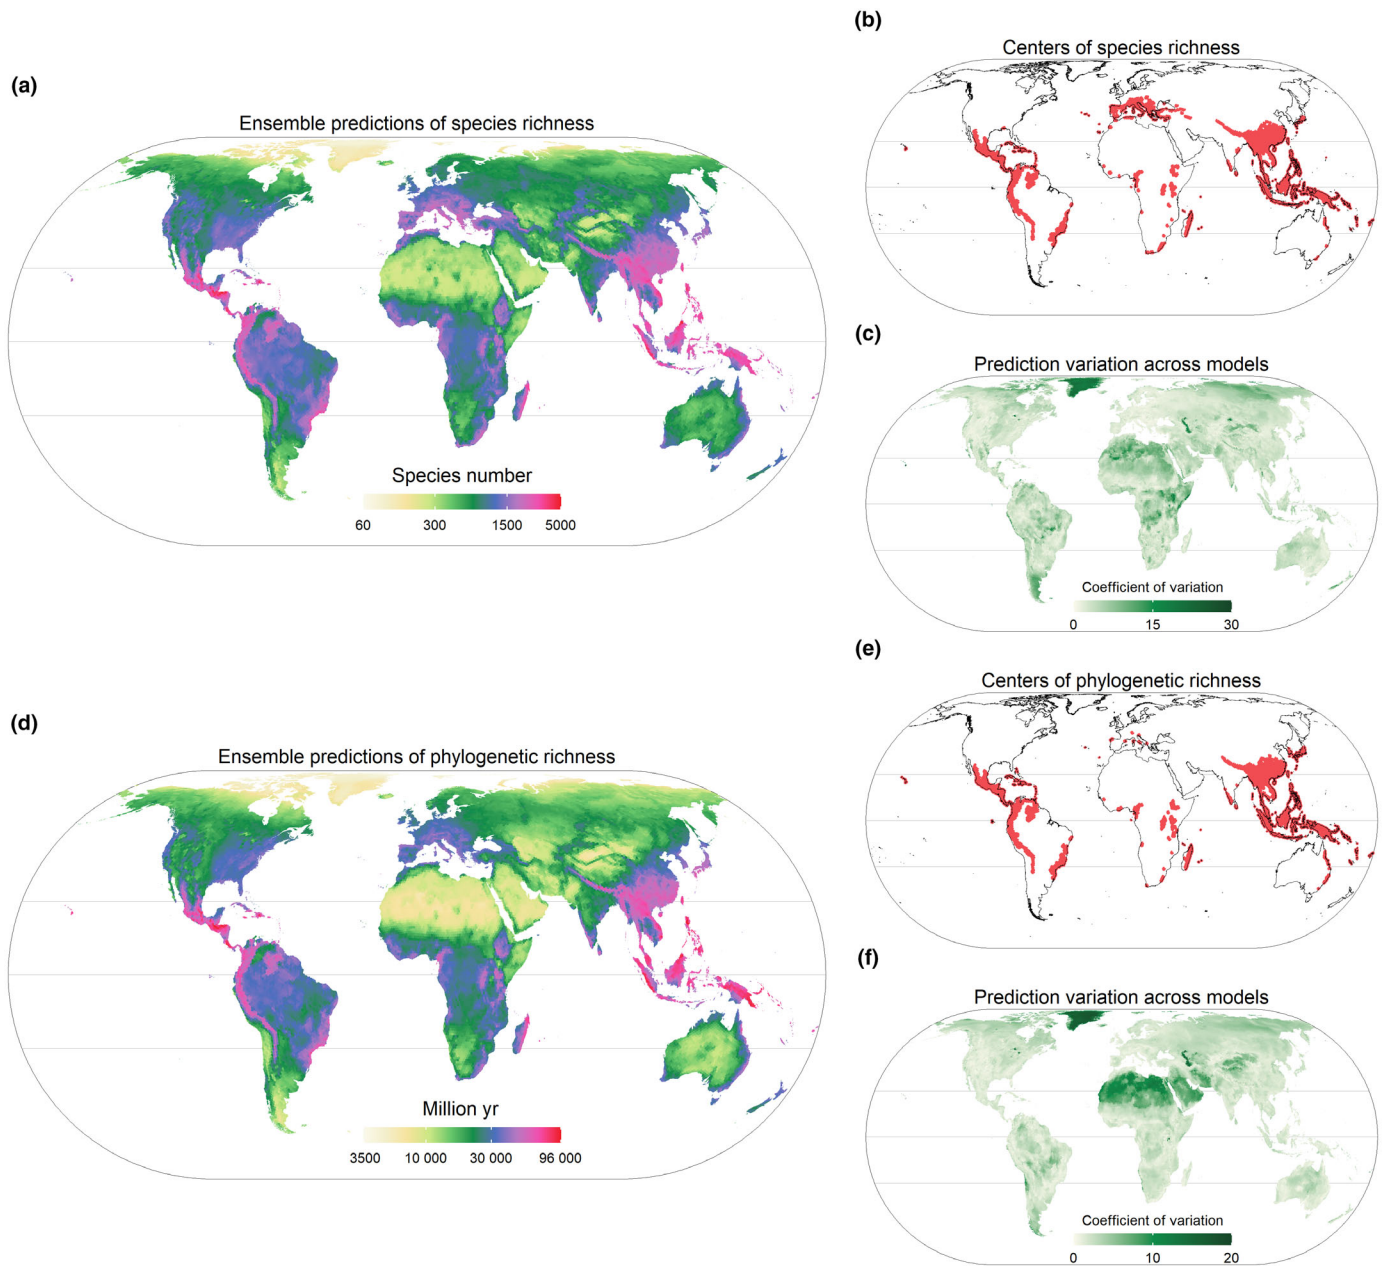 (a)
Ensemble predictions of species richness
Species number
60 300 1500 5000
(b)
Centers of species richness
(c)
Prediction variation across models
Coefficient of variation
0 15 30
(d)
Ensemble predictions of phylogenetic richness
Million yr
3500 10 000 30 000 96 000
(e)
Centers of phylogenetic richness
(f)
Prediction variation across models
Coefficient of variation
0 10 20